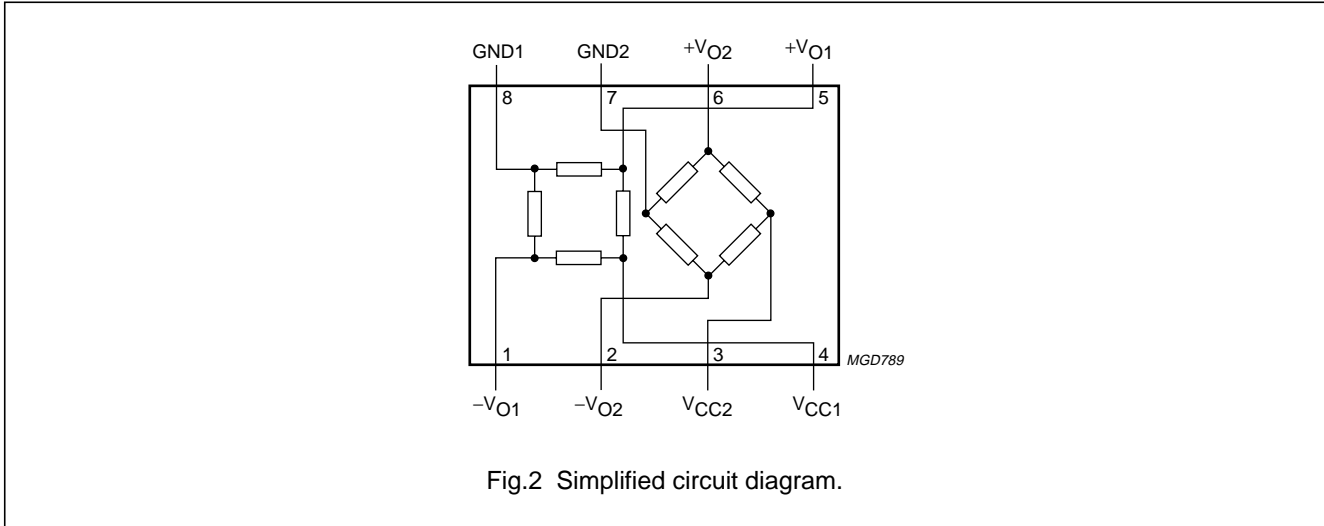 GND1 GND2 +VO2 +VO1
8 7 6 5
1 2 3 4
MGD789
−VO1 −VO2 VCC2 VCC1
Fig.2 Simplified circuit diagram.